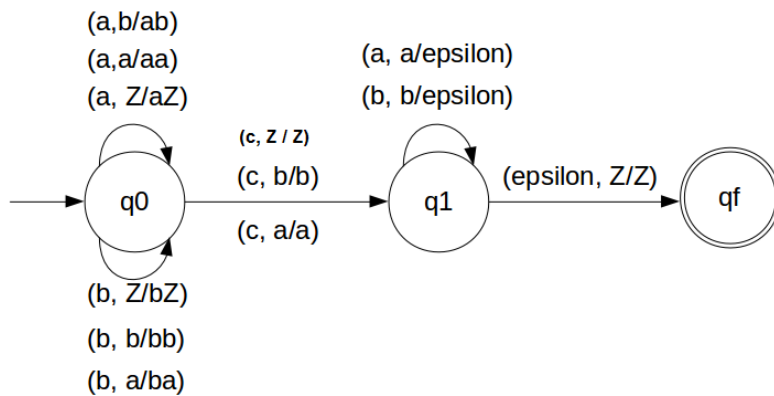 (a,b/ab)
(a,a/aa)
(a, Z/aZ)
(a, a/epsilon)
(b, b/epsilon)
(c, Z / Z)
(c, b/b)
(c, a/a)
(epsilon, Z/Z)
q0
q1
qf
(b, Z/bZ)
(b, b/bb)
(b, a/ba)